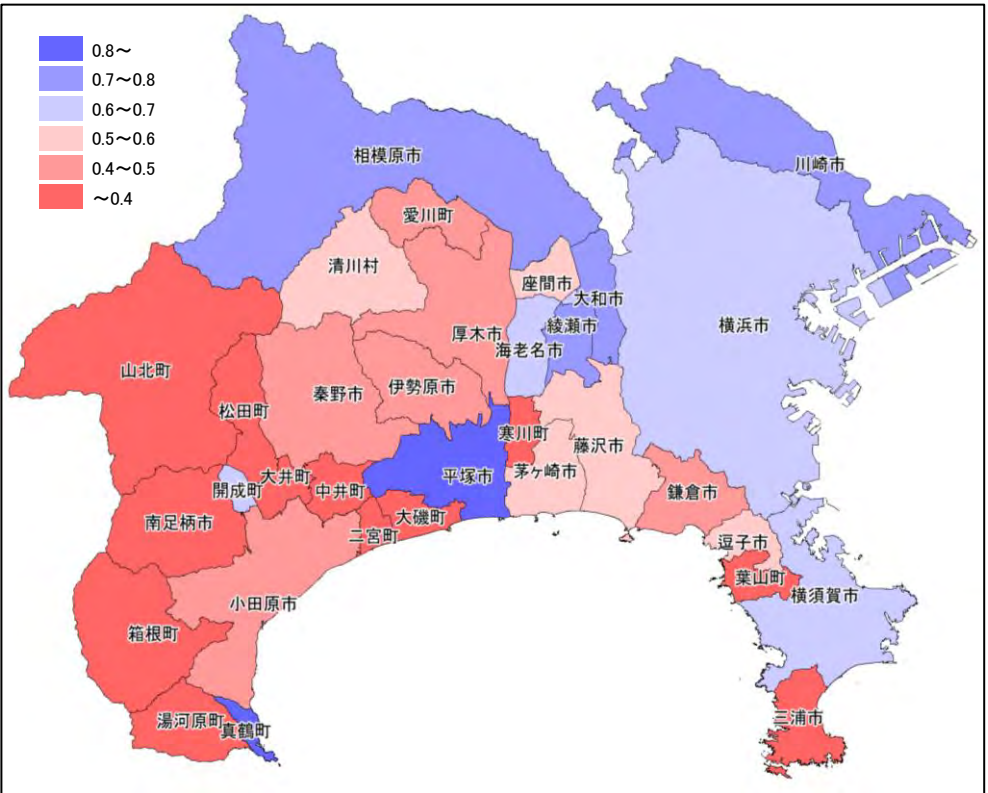 0.8～
0.7～0.8
0.6～0.7
0.5～0.6
0.4～0.5
～0.4
相模原市
川崎市
愛川町
清川村
座間市
大和市
綾瀬市
横浜市
厚木市
海老名市
山北町
秦野市
伊勢原市
松田町
寒川町
藤沢市
茅ヶ崎市
平塚市
大井町
中井町
開成町
鎌倉市
南足柄市
大磯町
二宮町
逗子市
葉山町
横須賀市
小田原市
箱根町
湯河原町
真鶴町
三浦市